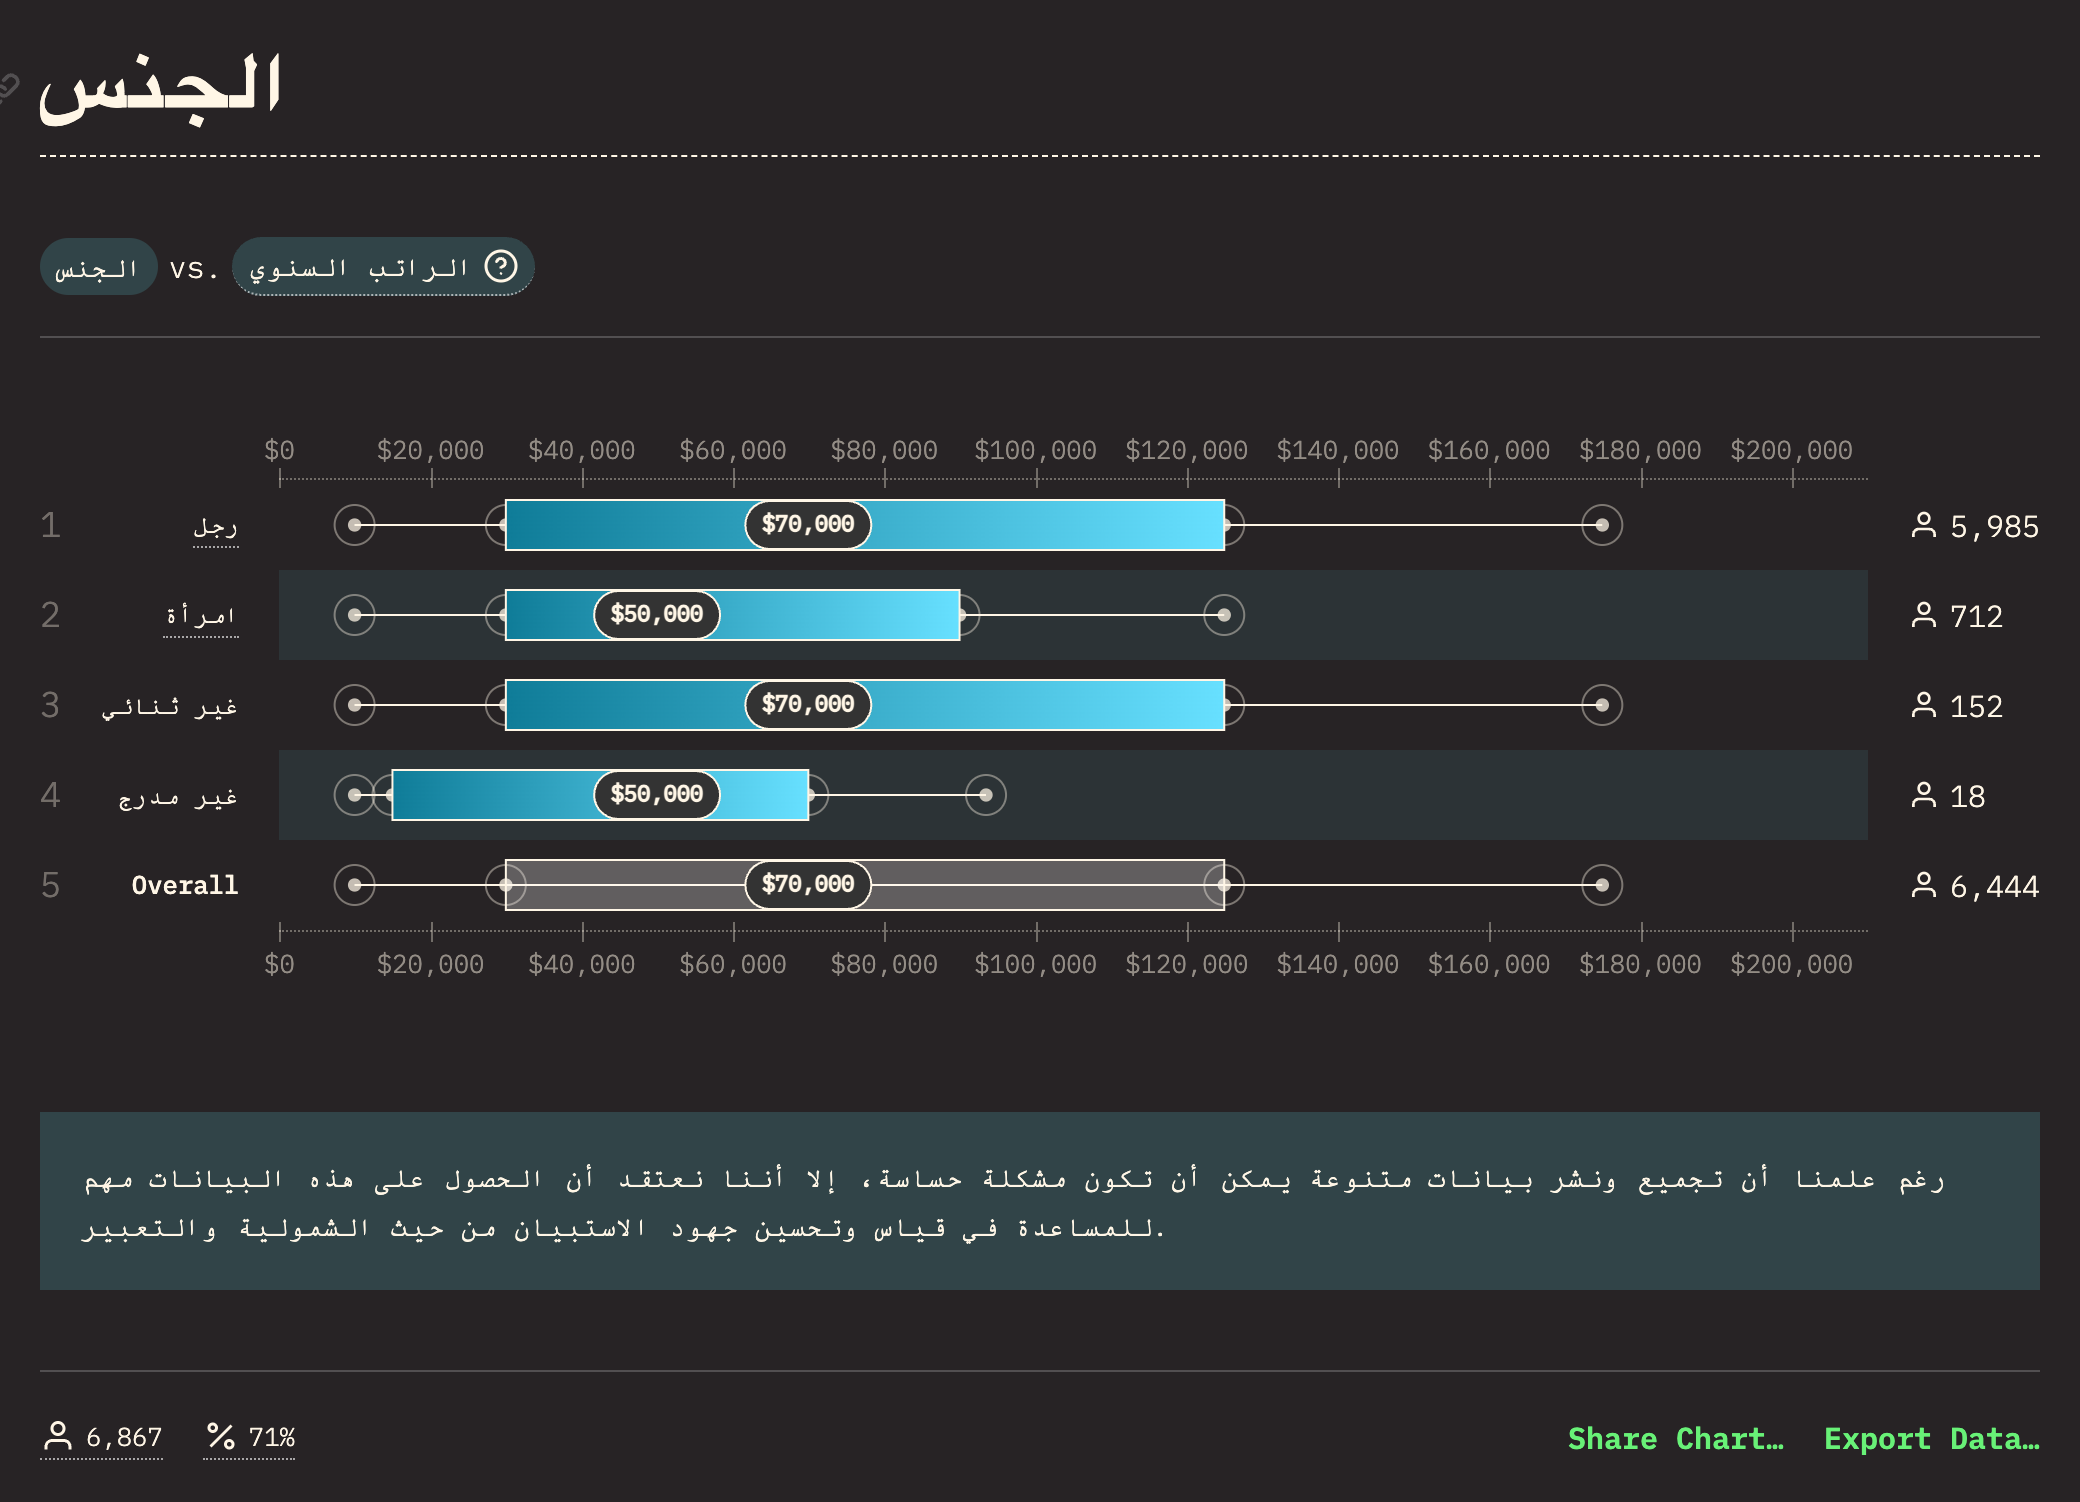 الجنس
الجنس vs. الراتب السنوي
$0 $20,000 $40,000 $60,000 $80,000 $100,000 $120,000 $140,000 $160,000 $180,000 $200,000
1 رجل $70,000 5,985
2 امرأة $50,000 712
3 غير ثنائي $70,000 152
4 غير مدرج $50,000 18
5 Overall $70,000 6,444
$0 $20,000 $40,000 $60,000 $80,000 $100,000 $120,000 $140,000 $160,000 $180,000 $200,000
رغم علمنا أن تجميع ونشر بيانات متنوعة يمكن أن تكون مشكلة حساسة، إلا أننا نعتقد أن الحصول على هذه البيانات مهم
للمساعدة في قياس وتحسين جهود الاستبيان من حيث الشمولية والتعبير.
6,867 71% Share Chart… Export Data…